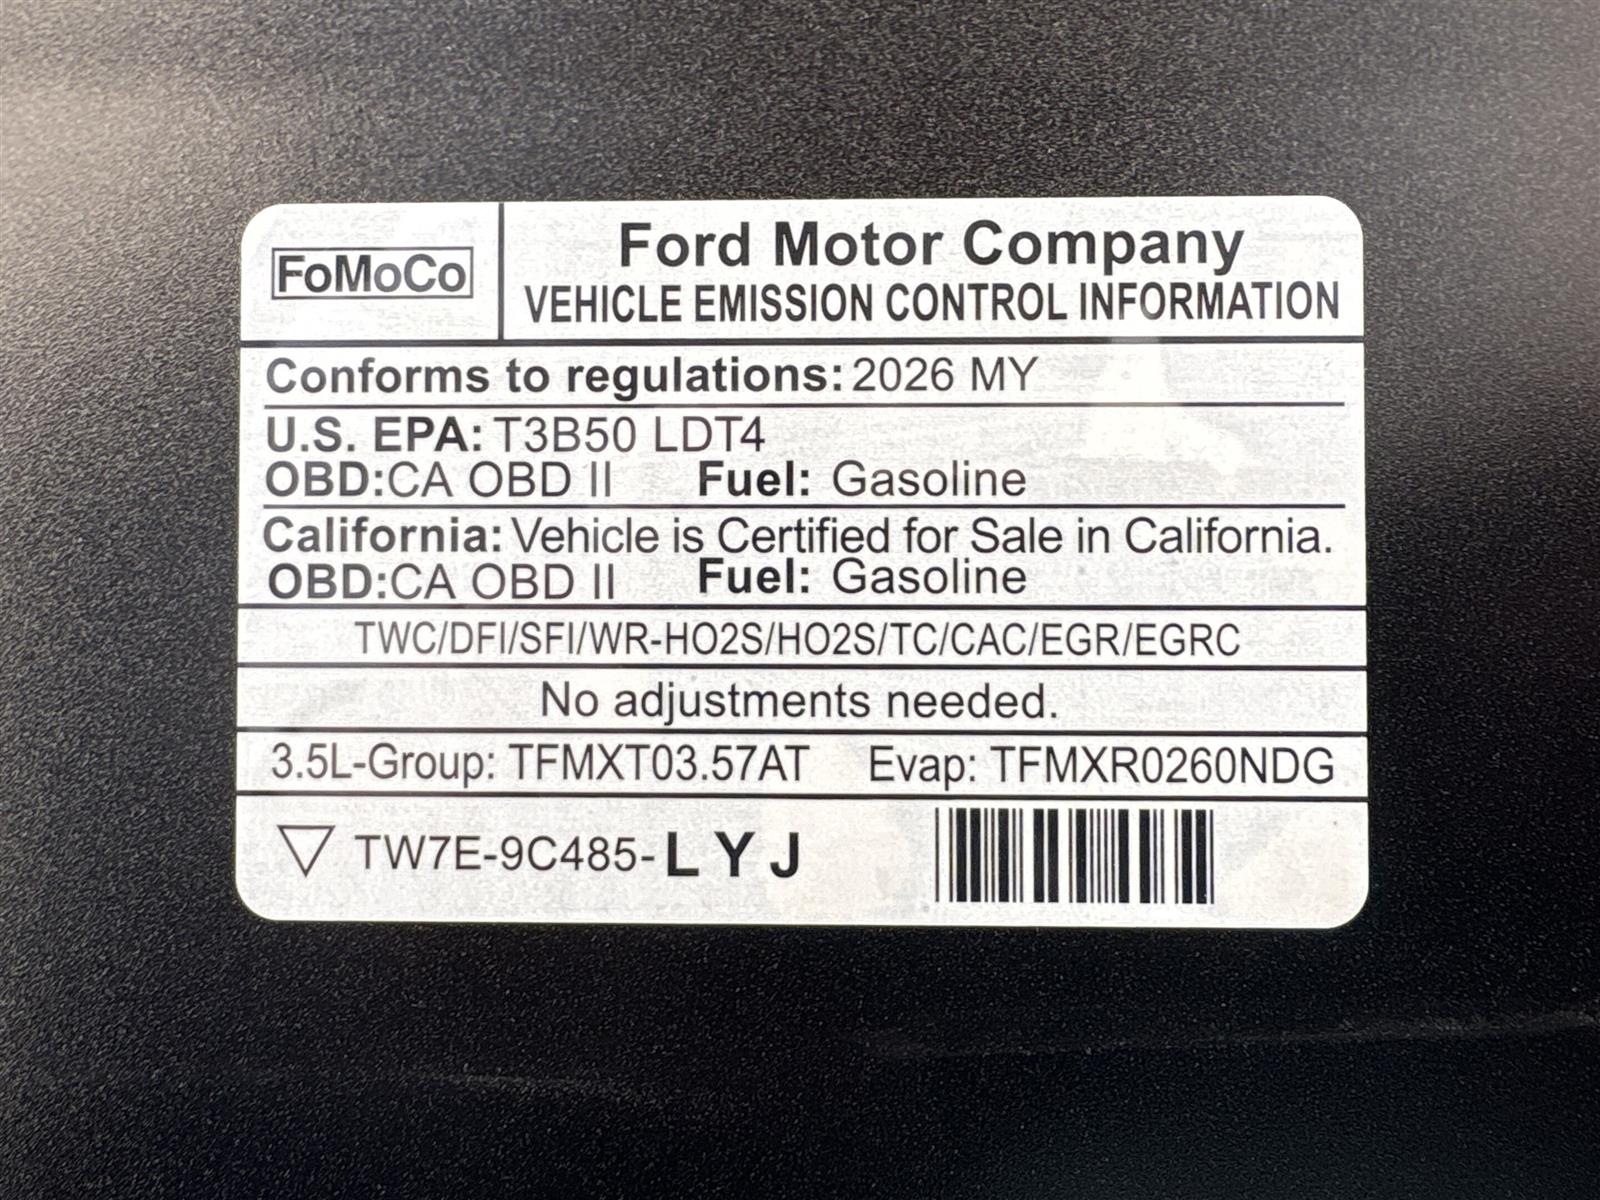 FoMoCo
Ford Motor Company
VEHICLE EMISSION CONTROL INFORMATION
Conforms to regulations: 2026 MY
U.S. EPA: T3B50 LDT4
OBD:CA OBD II Fuel: Gasoline
California: Vehicle is Certified for Sale in California.
OBD:CA OBD II Fuel: Gasoline
TWC/DFI/SFI/WR-HO2S/HO2S/TC/CAC/EGR/EGRC
No adjustments needed.
3.5L-Group: TFMXT03.57AT Evap: TFMXR0260NDG
TW7E-9C485-LYJ